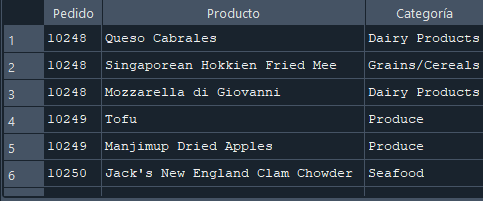 Pedido Producto Categoría
1 10248 Queso Cabrales Dairy Products
2 10248 Singaporean Hokkien Fried Mee Grains/Cereals
3 10248 Mozzarella di Giovanni Dairy Products
4 10249 Tofu Produce
5 10249 Manjimup Dried Apples Produce
6 10250 Jack's New England Clam Chowder Seafood